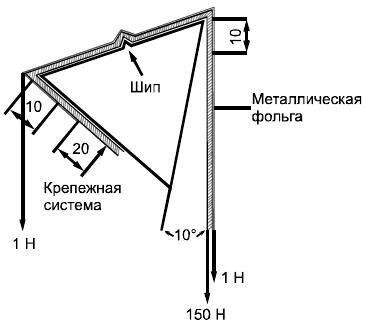 10
Шип
Металлическая
фольга
10
20
Крепежная
система
10°
1 Н
1 Н
150 Н